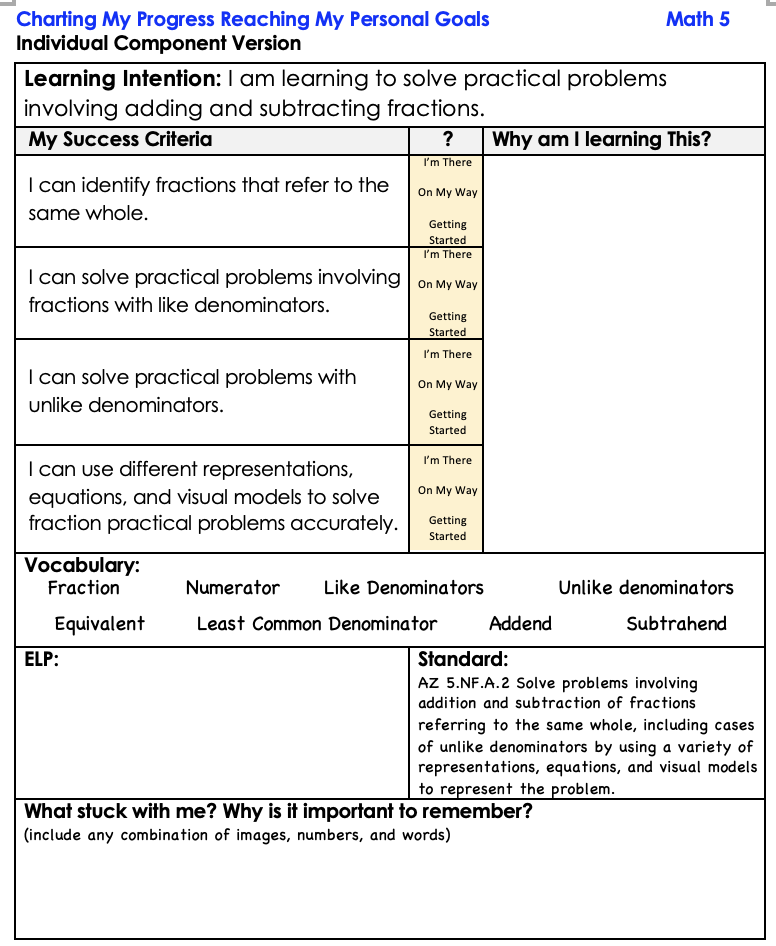 Charting My Progress Reaching My Personal Goals Math 5
Individual Component Version
Learning Intention: I am learning to solve practical problems
involving adding and subtracting fractions.
My Success Criteria ? Why am I learning This?
I can identify fractions that refer to the
same whole.
I'm There
On My Way
Getting
Started
I can solve practical problems involving
fractions with like denominators.
I'm There
On My Way
Getting
Started
I can solve practical problems with
unlike denominators.
I'm There
On My Way
Getting
Started
I can use different representations,
equations, and visual models to solve
fraction practical problems accurately.
I'm There
On My Way
Getting
Started
Vocabulary:
Fraction Numerator Like Denominators Unlike denominators
Equivalent Least Common Denominator Addend Subtrahend
ELP:
Standard:
AZ 5.NF.A.2 Solve problems involving
addition and subtraction of fractions
referring to the same whole, including cases
of unlike denominators by using a variety of
representations, equations, and visual models
to represent the problem.
What stuck with me? Why is it important to remember?
(include any combination of images, numbers, and words)